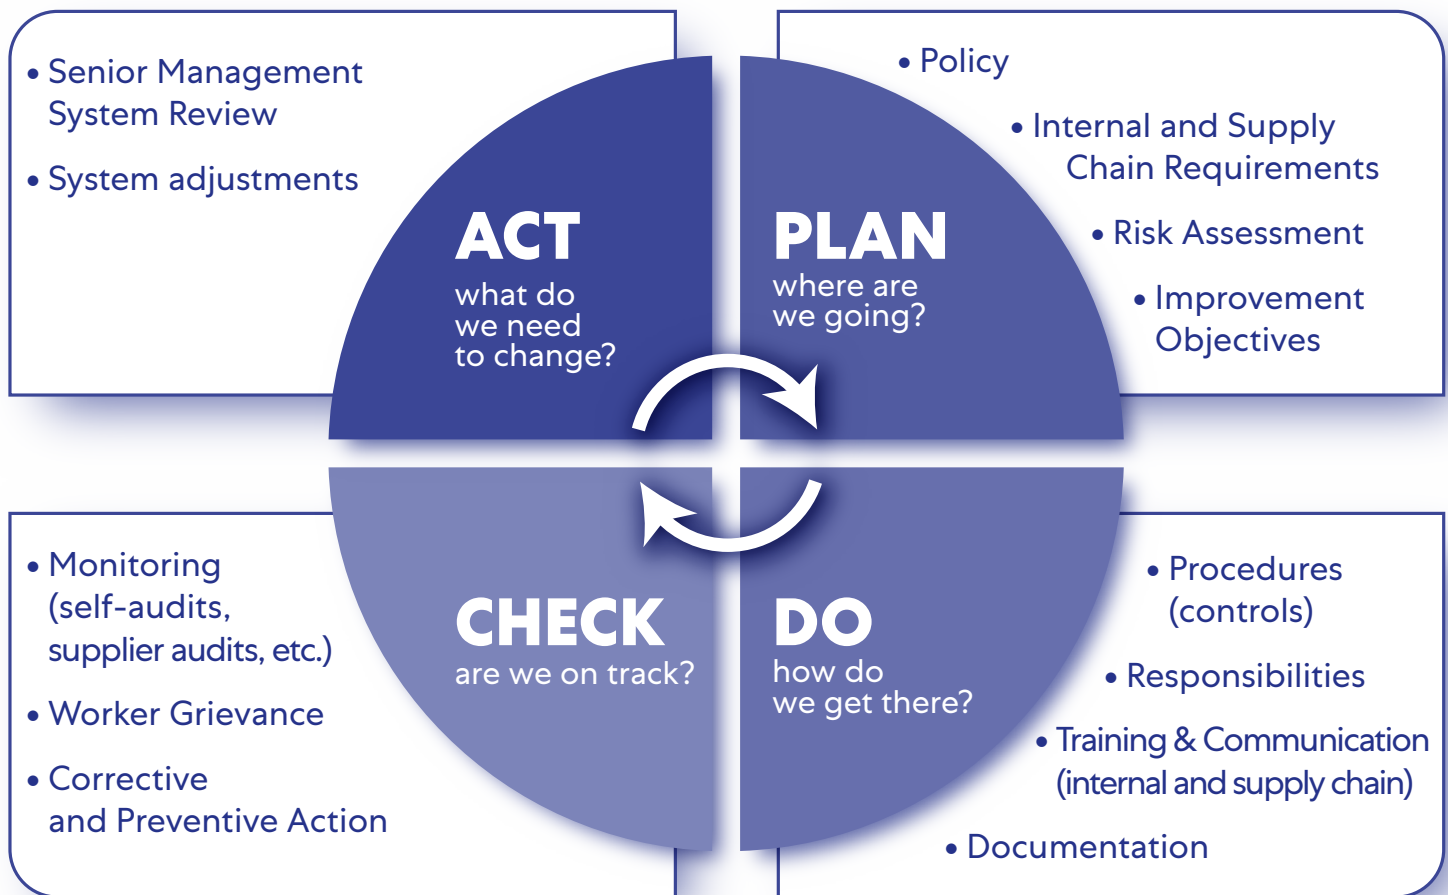 • Senior Management
System Review
• System adjustments
ACT
what do
we need
to change?
PLAN
where are
we going?
• Policy
• Internal and Supply
Chain Requirements
• Risk Assessment
• Improvement
Objectives
• Monitoring
(self-audits,
supplier audits, etc.)
• Worker Grievance
• Corrective
and Preventive Action
CHECK
are we on track?
DO
how do
we get there?
• Procedures
(controls)
• Responsibilities
• Training & Communication
(internal and supply chain)
• Documentation